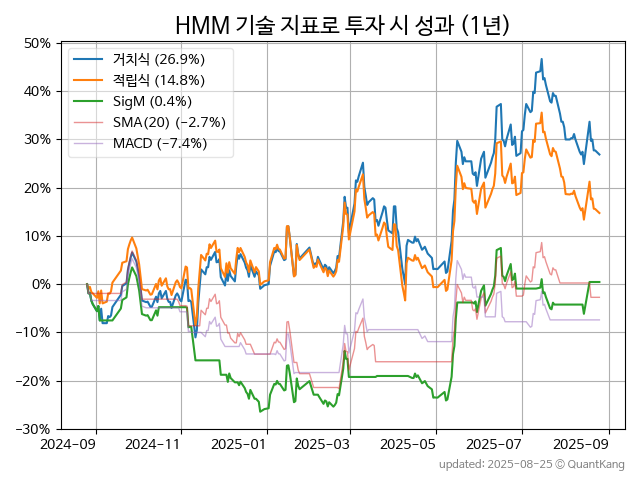 HMM 기술 지표로 투자 시 성과 (1년)
거치식 (26.9%)
적립식 (14.8%)
SigM (0.4%)
SMA(20) (−2.7%)
MACD (−7.4%)
50%
40%
30%
20%
10%
0%
−10%
−20%
−30%
2024-09 2024-11 2025-01 2025-03 2025-05 2025-07 2025-09
updated: 2025-08-25 © QuantKang